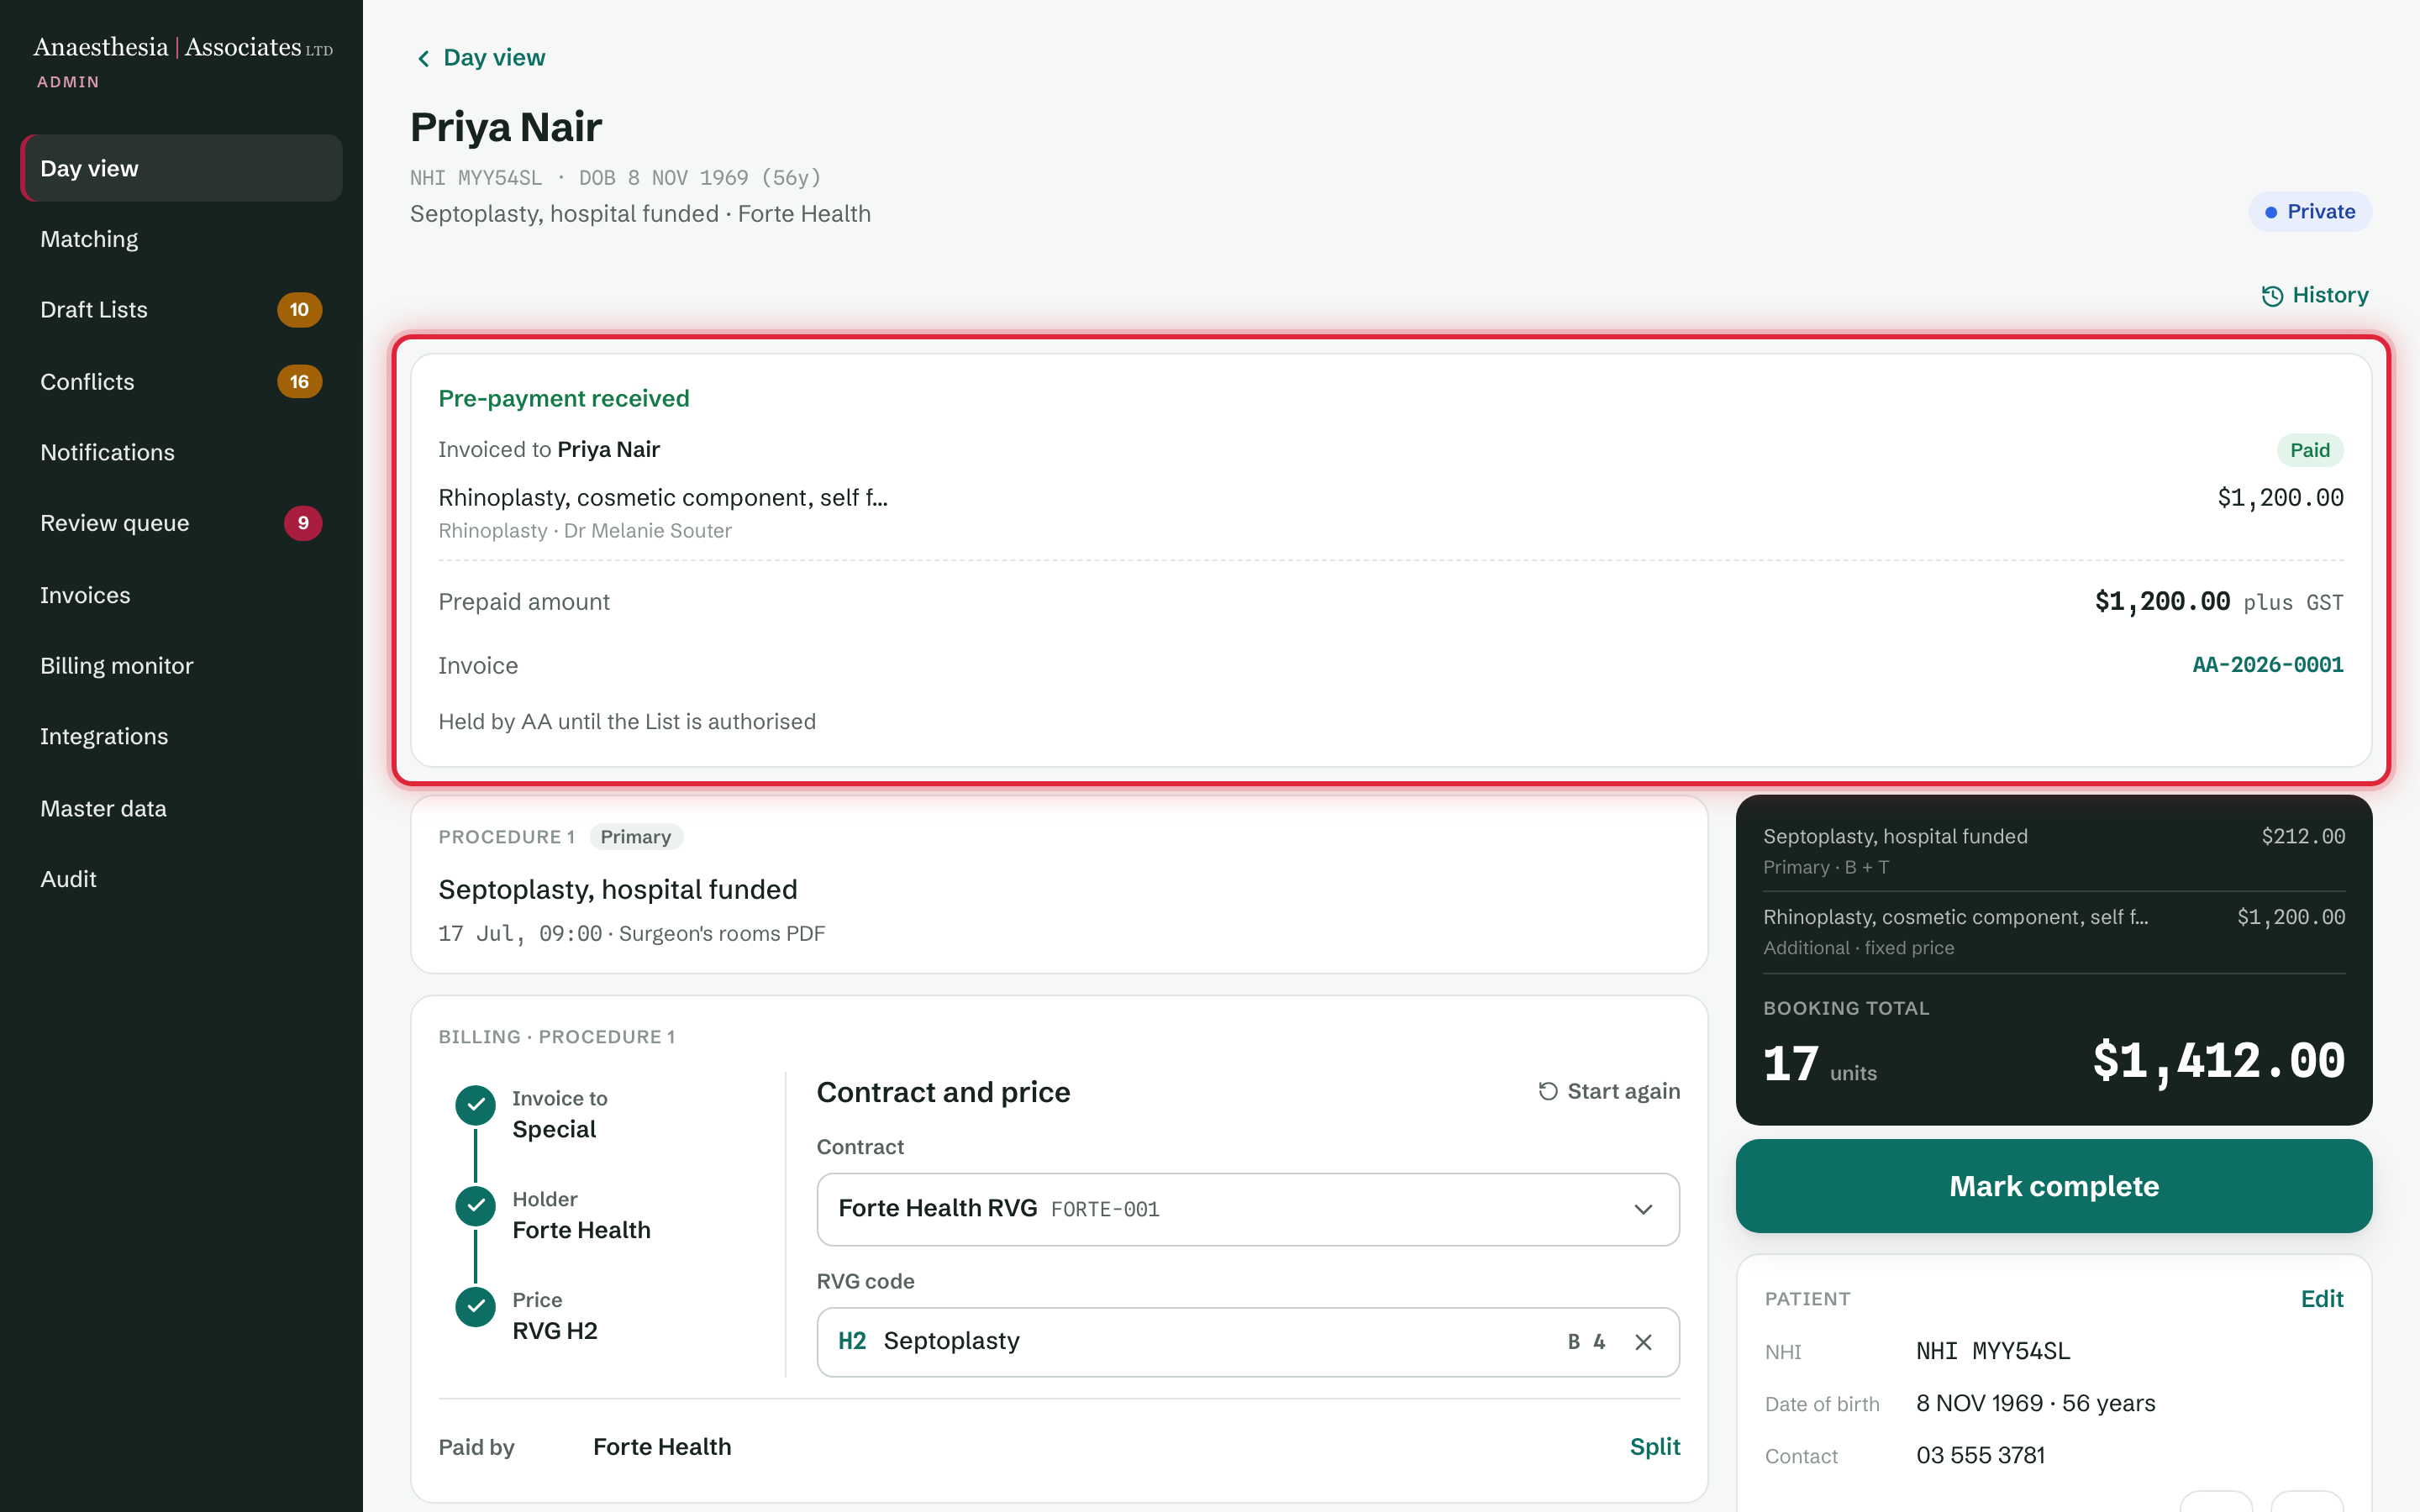 Anaesthesia | Associates LTD
ADMIN
Day view
Matching
Draft Lists 10
Conflicts 16
Notifications
Review queue 9
Invoices
Billing monitor
Integrations
Master data
Audit
Day view
Priya Nair
NHI MYY54SL · DOB 8 NOV 1969 (56y)
Septoplasty, hospital funded · Forte Health
Private
History
Pre-payment received
Invoiced to Priya Nair
Paid
Rhinoplasty, cosmetic component, self f... $1,200.00
Rhinoplasty · Dr Melanie Souter
Prepaid amount $1,200.00 plus GST
Invoice AA-2026-0001
Held by AA until the List is authorised
PROCEDURE 1 Primary
Septoplasty, hospital funded
17 Jul, 09:00 · Surgeon's rooms PDF
BILLING · PROCEDURE 1
Invoice to
Special
Holder
Forte Health
Price
RVG H2
Contract and price Start again
Contract
Forte Health RVG FORTE-001
RVG code
H2 Septoplasty B 4
Paid by Forte Health Split
Septoplasty, hospital funded $212.00
Primary · B + T
Rhinoplasty, cosmetic component, self f... $1,200.00
Additional · fixed price
BOOKING TOTAL
17 units $1,412.00
Mark complete
PATIENT Edit
NHI NHI MYY54SL
Date of birth 8 NOV 1969 · 56 years
Contact 03 555 3781